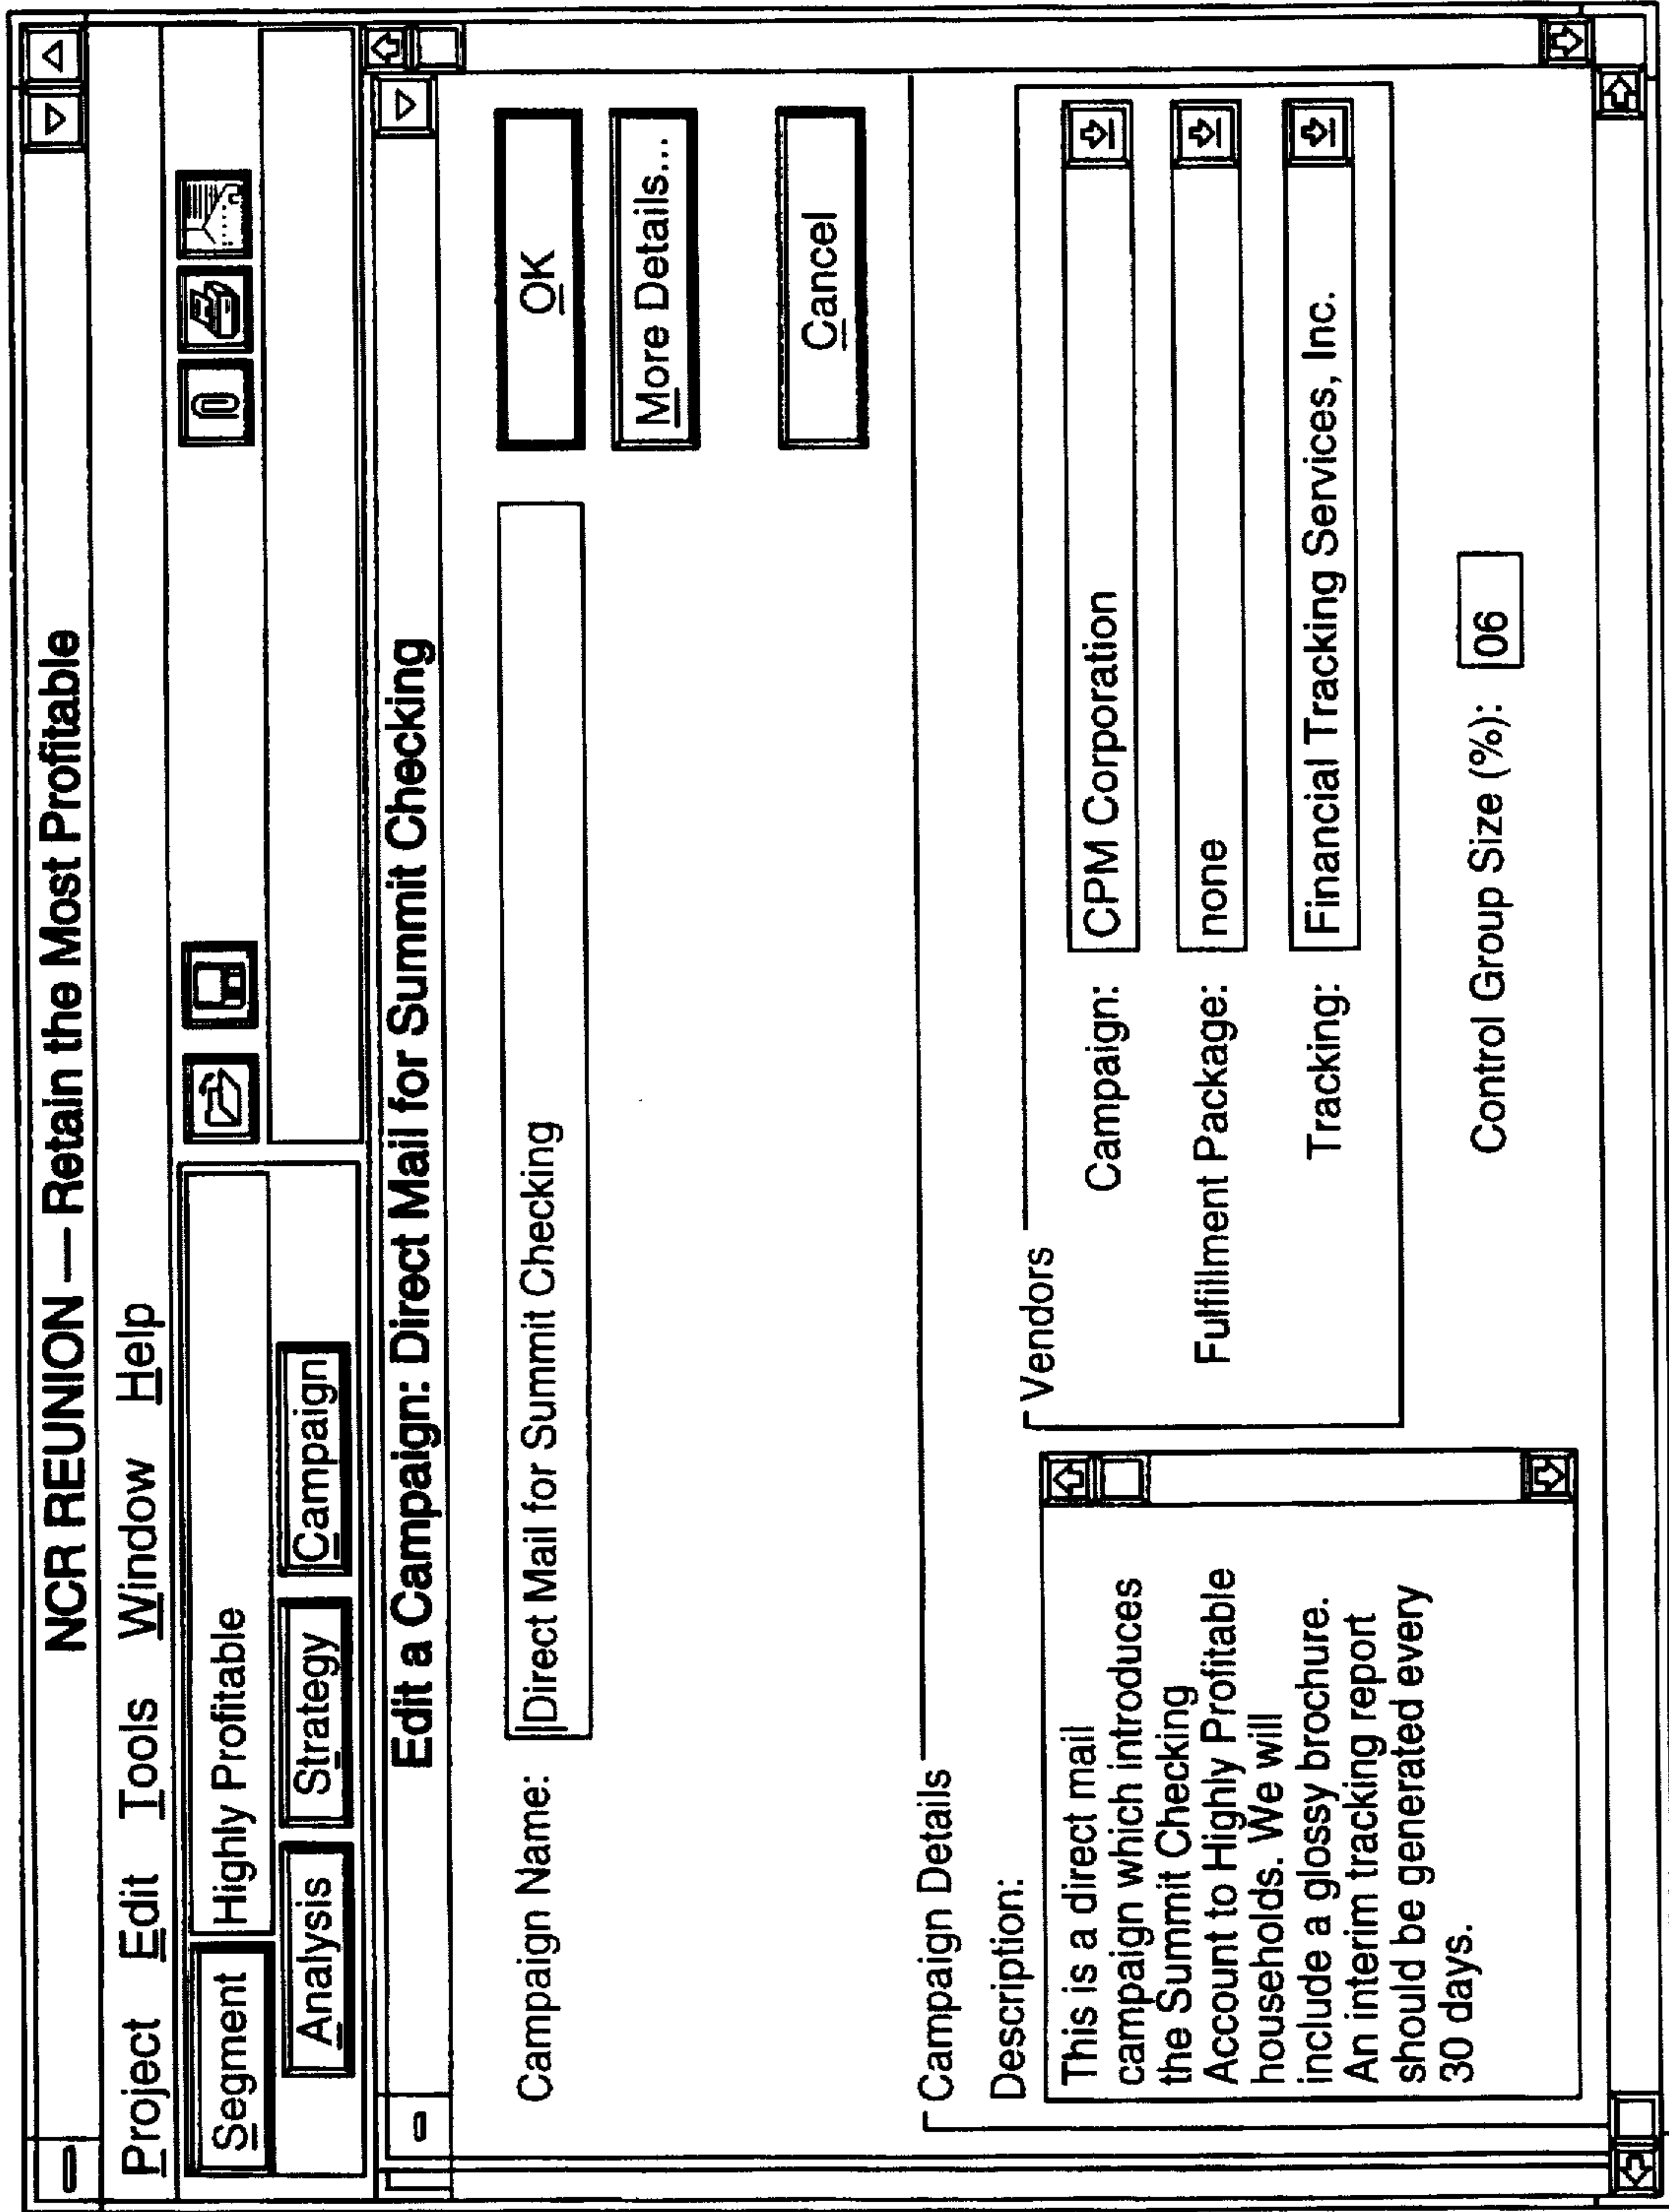 NCR REUNION — Retain the Most Profitable
Project Edit Tools Window Help
Segment Highly Profitable
Analysis Strategy Campaign
Edit a Campaign: Direct Mail for Summit Checking
Campaign Name: Direct Mail for Summit Checking
OK
More Details...
Cancel
Campaign Details
Description:
This is a direct mail
campaign which introduces
the Summit Checking
Account to Highly Profitable
households. We will
include a glossy brochure.
An interim tracking report
should be generated every
30 days.
Vendors
Campaign: CPM Corporation
Fulfillment Package: none
Tracking: Financial Tracking Services, Inc.
Control Group Size (%): 06